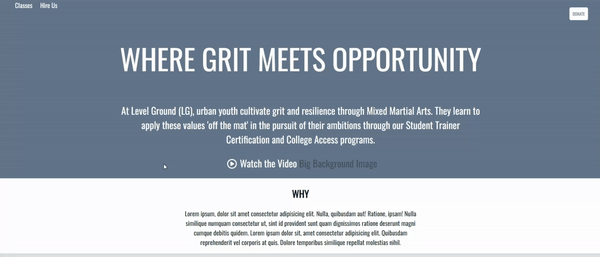 Classes Hire Us
DONATE
WHERE GRIT MEETS OPPORTUNITY
At Level Ground (LG), urban youth cultivate grit and resilience through Mixed Martial Arts. They learn to
apply these values 'off the mat' in the pursuit of their ambitions through our Student Trainer
Certification and College Access programs.
Watch the Video Big Background Image
WHY
Lorem ipsum, dolor sit amet consectetur adipisicing elit. Nulla, quibusdam aut! Ratione, ipsam! Nulla
similique numquam consectetur ut, sint id provident sunt quam dignissimos ratione deserunt magni
cumque debitis quidem. Lorem ipsum, dolor sit amet consectetur adipisicing elit. Quibusdam
reprehenderit vel corporis at quis. Dolore temporibus similique repellat molestias nihil.